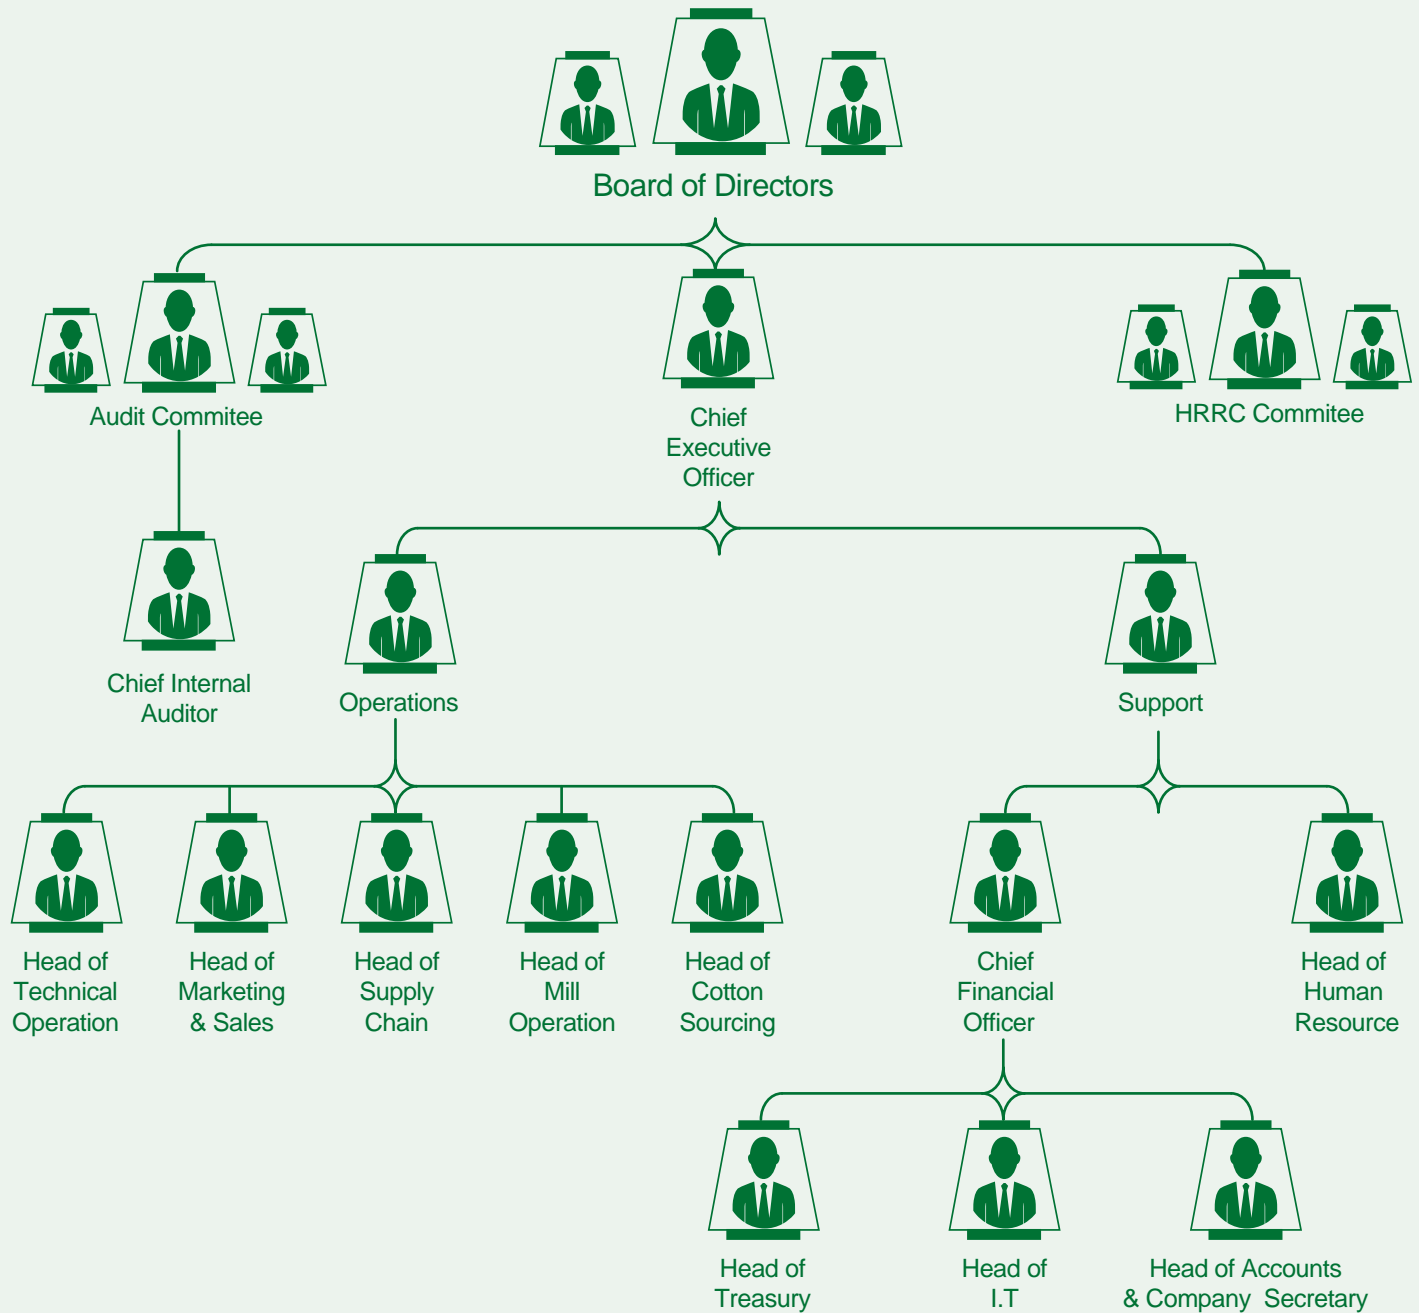 Board of Directors
Audit Commitee
Chief
Executive
Officer
HRRC Commitee
Chief Internal
Auditor
Operations
Support
Head of
Technical
Operation
Head of
Marketing
& Sales
Head of
Supply
Chain
Head of
Mill
Operation
Head of
Cotton
Sourcing
Chief
Financial
Officer
Head of
Human
Resource
Head of
Treasury
Head of
I.T
Head of Accounts
& Company Secretary